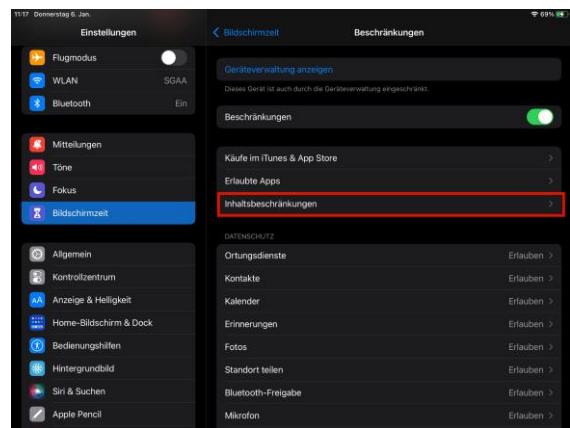 11:17 Donnerstag 6. Jan.
69%
Einstellungen
Flugmodus
WLAN SGAA
Bluetooth Ein
Mitteilungen
Töne
Fokus
Bildschirmzeit
Allgemein
Kontrollzentrum
AA Anzeige & Helligkeit
Home-Bildschirm & Dock
Bedienungshilfen
Hintergrundbild
Siri & Suchen
Apple Pencil
Bildschirmzeit
Beschränkungen
Geräteverwaltung anzeigen
Dieses Gerät ist auch durch die Geräteverwaltung eingeschränkt.
Beschränkungen
Käufe im iTunes & App Store
Erlaubte Apps
Inhaltsbeschränkungen
DATENSCHUTZ
Ortungsdienste Erlauben
Kontakte Erlauben
Kalender Erlauben
Erinnerungen Erlauben
Fotos Erlauben
Standort teilen Erlauben
Bluetooth-Freigabe Erlauben
Mikrofon Erlauben